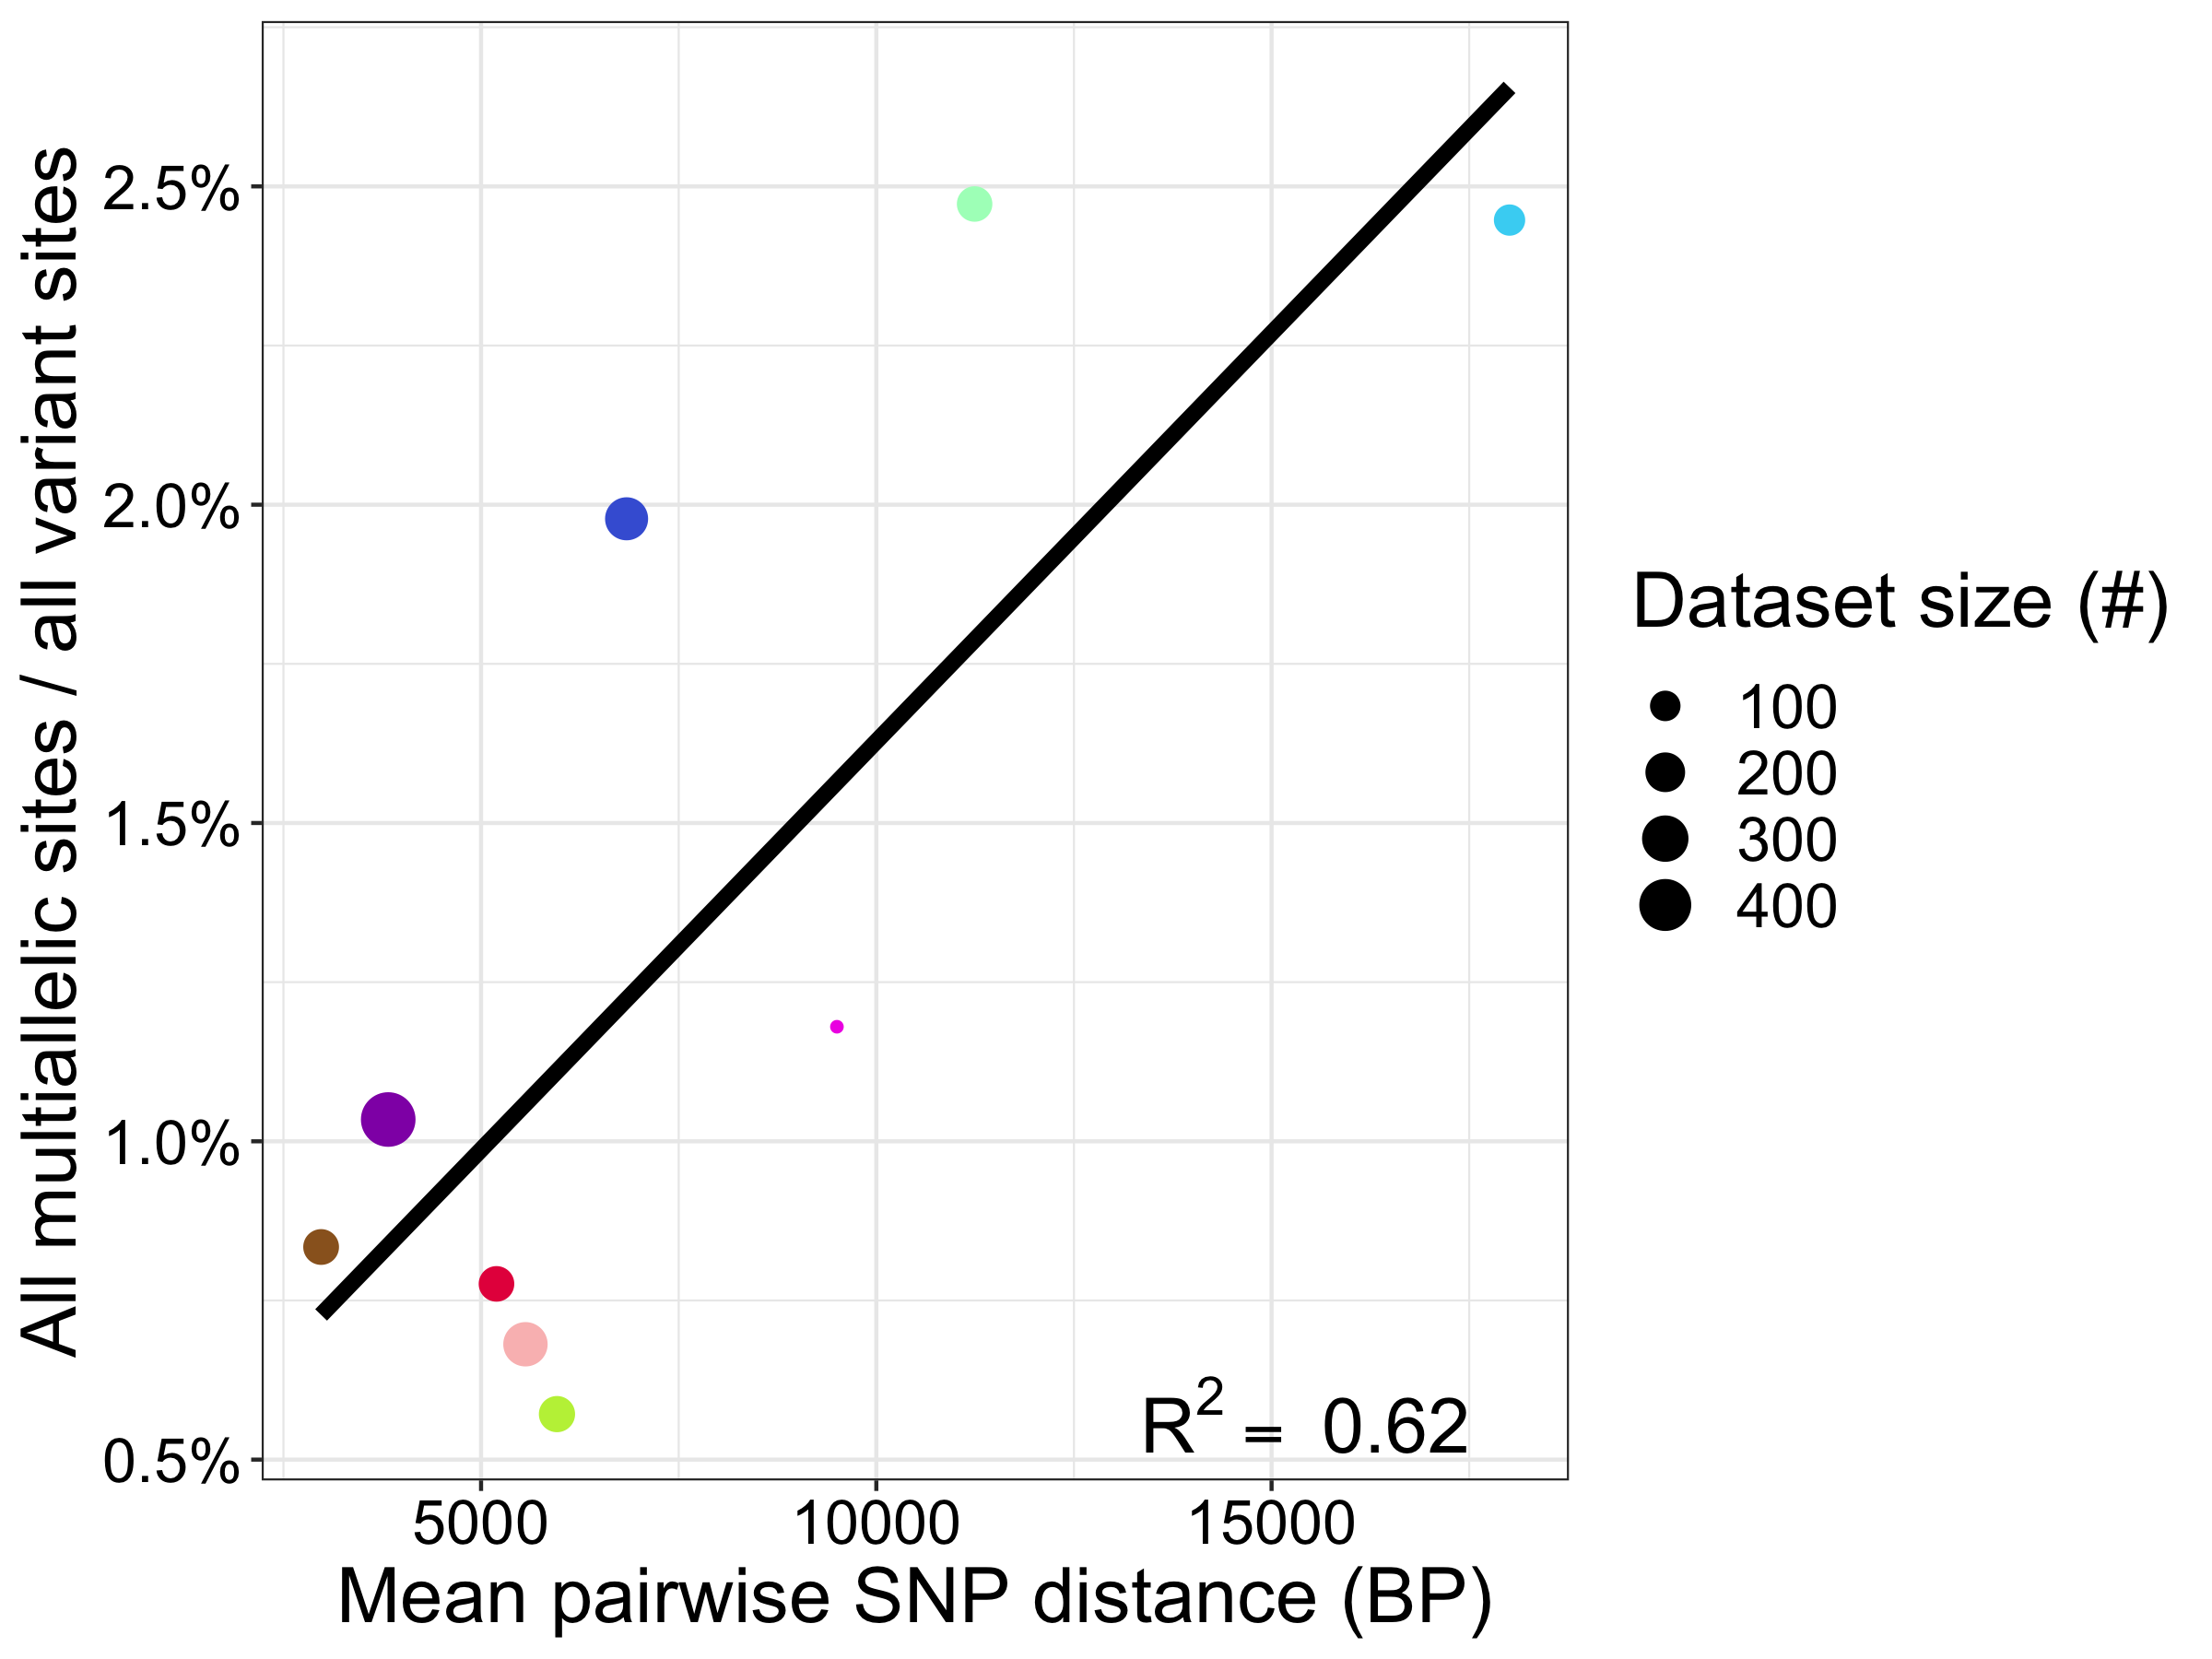 All multiallelic sites / all variant sites
2.5%
2.0%
1.5%
1.0%
0.5%
R² = 0.62
5000 10000 15000
Mean pairwise SNP distance (BP)
Dataset size (#)
100
200
300
400